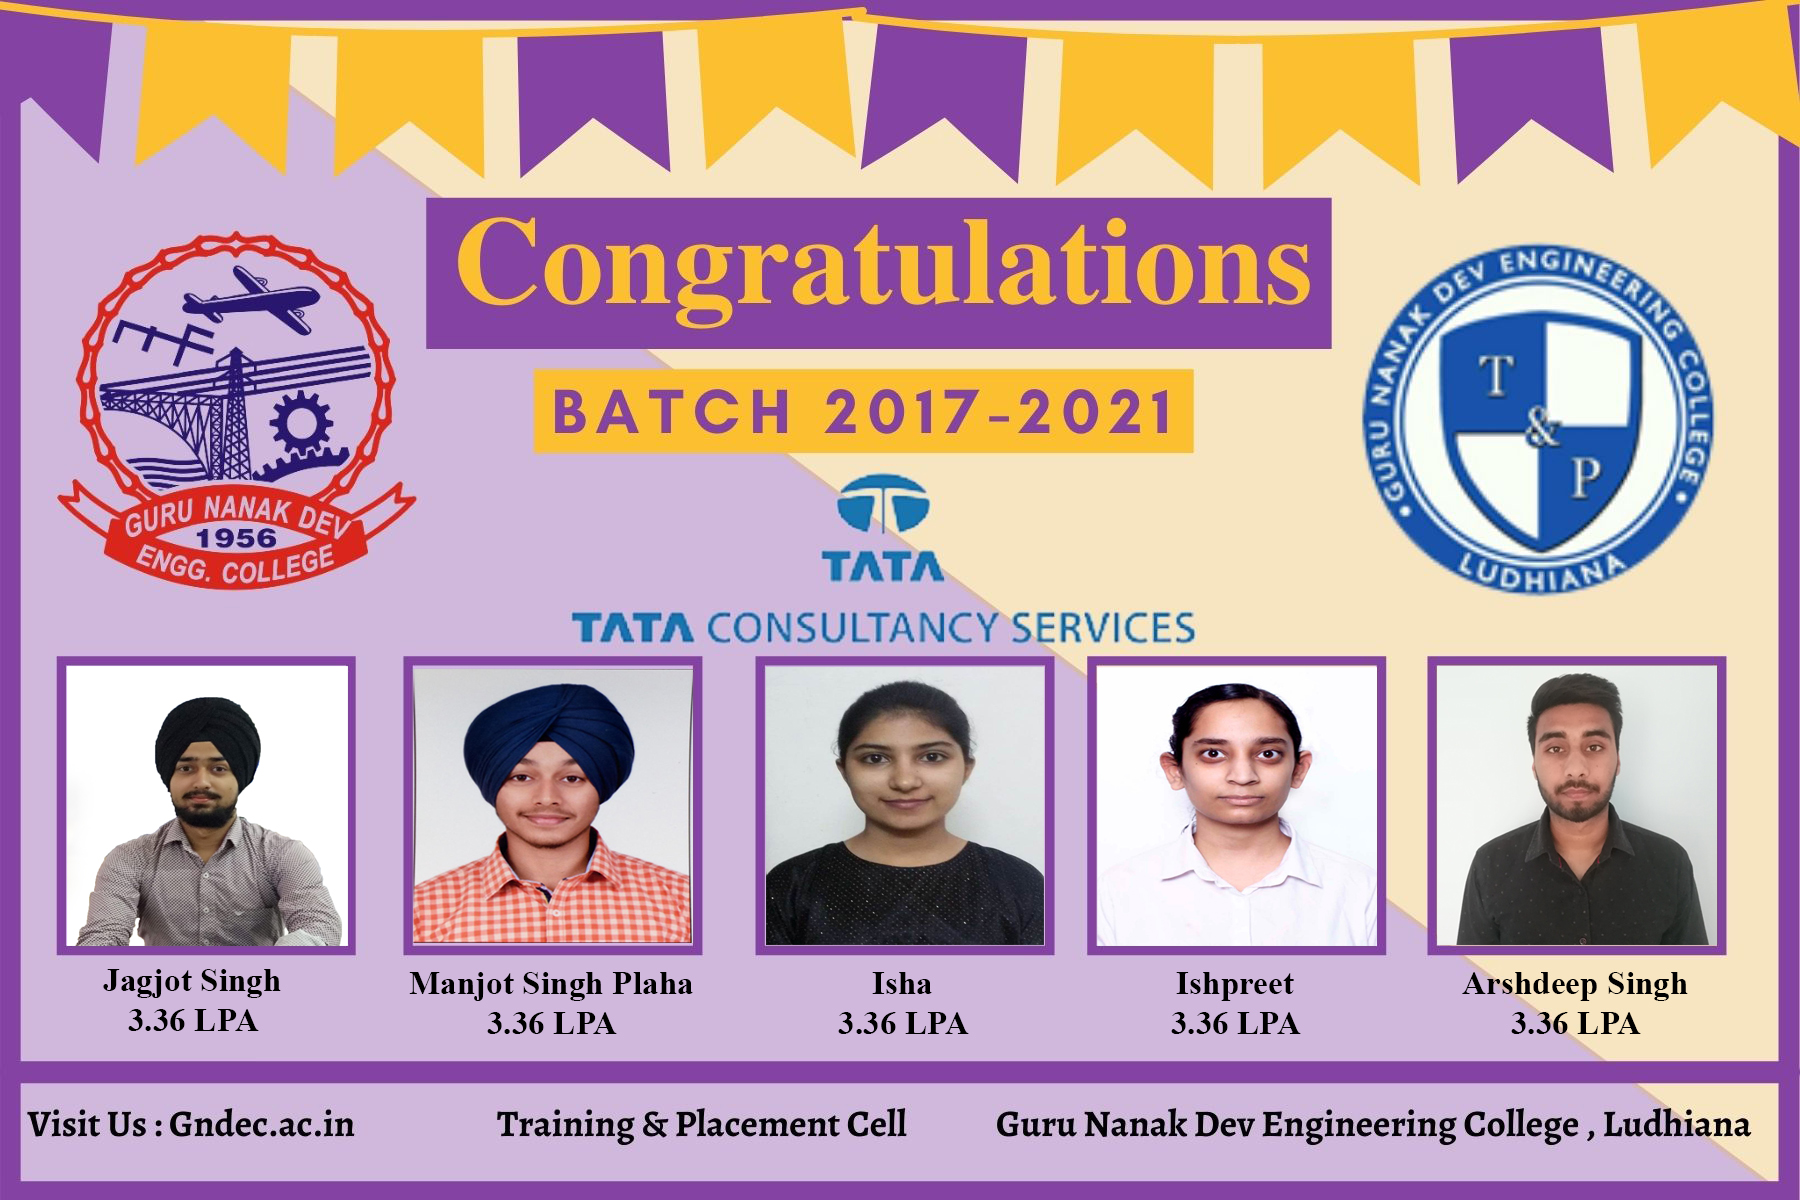 Congratulations
BATCH 2017-2021
GURU NANAK DEV
1956
ENGG. COLLEGE
GURU NANAK DEV ENGINEERING COLLEGE
T
&
P
LUDHIANA
TATA
TATA CONSULTANCY SERVICES
Jagjot Singh
3.36 LPA
Manjot Singh Plaha
3.36 LPA
Isha
3.36 LPA
Ishpreet
3.36 LPA
Arshdeep Singh
3.36 LPA
Visit Us : Gndec.ac.in
Training & Placement Cell
Guru Nanak Dev Engineering College , Ludhiana